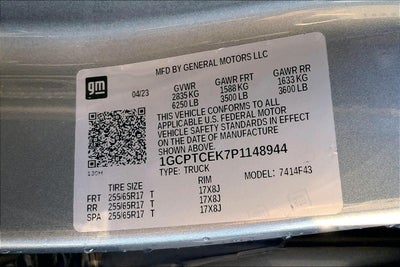 MFD BY GENERAL MOTORS LLC
gm
04/23
GVWR GAWR FRT GAWR RR
2835 KG 1588 KG 1633 KG
6250 LB 3500 LB 3600 LB
THIS VEHICLE CONFORMS TO ALL
APPLICABLE U.S. FEDERAL MOTOR
VEHICLE SAFETY STANDARDS IN EFFECT
ON THE DATE OF MANUFACTURE
SHOWN ABOVE.
1GCPTCEK7P1148944
TYPE: TRUCK MODEL: 7414F43
TIRE SIZE RIM
FRT 255/65R17 T 17X8J
RR 255/65R17 T 17X8J
SPA 255/65R17 T 17X8J